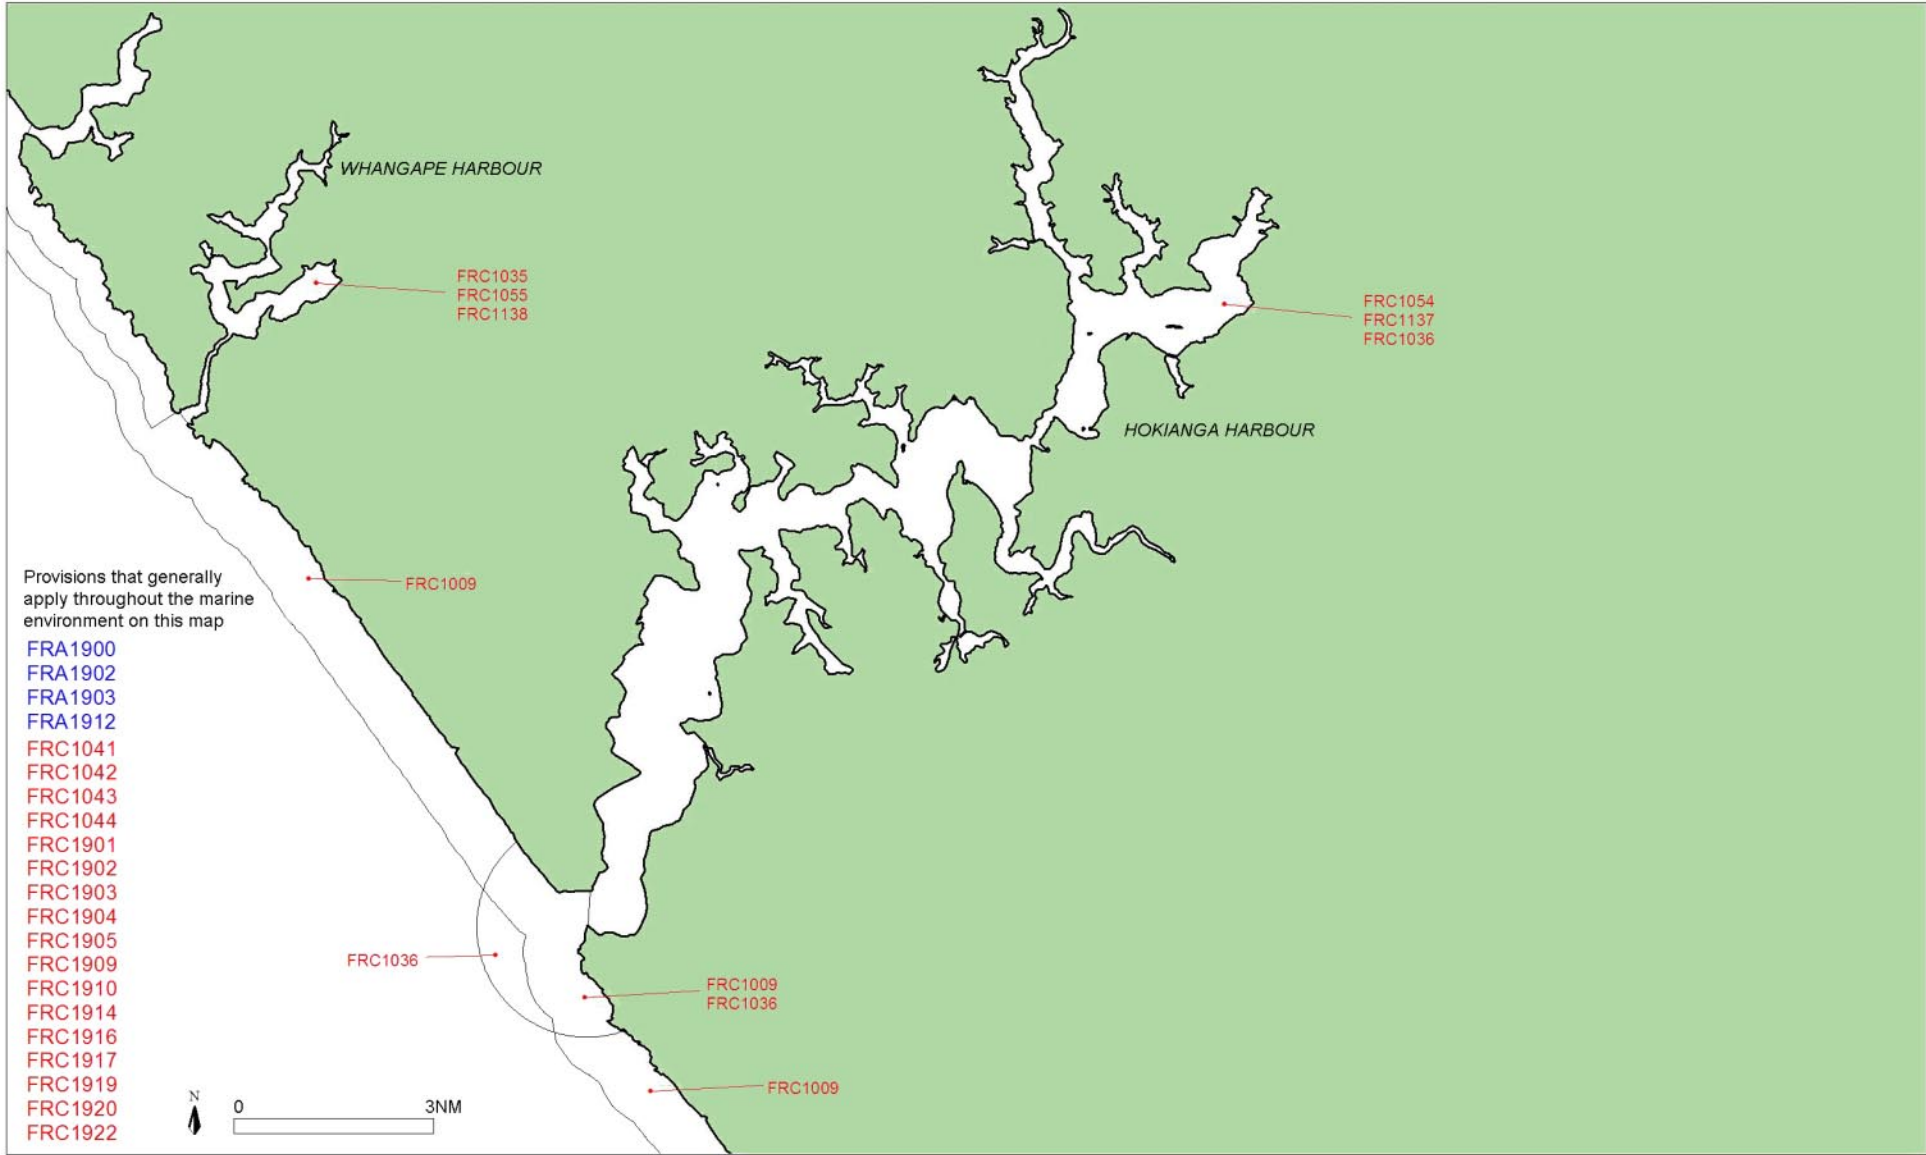 WHANGAPE HARBOUR
FRC1035
FRC1055
FRC1138
FRC1054
FRC1137
FRC1036
HOKIANGA HARBOUR
FRC1009
Provisions that generally
apply throughout the marine
environment on this map
FRA1900
FRA1902
FRA1903
FRA1912
FRC1041
FRC1042
FRC1043
FRC1044
FRC1901
FRC1902
FRC1903
FRC1904
FRC1905
FRC1909
FRC1910
FRC1914
FRC1916
FRC1917
FRC1919
FRC1920
FRC1922
FRC1036
FRC1009
FRC1036
FRC1009
N
0 3NM